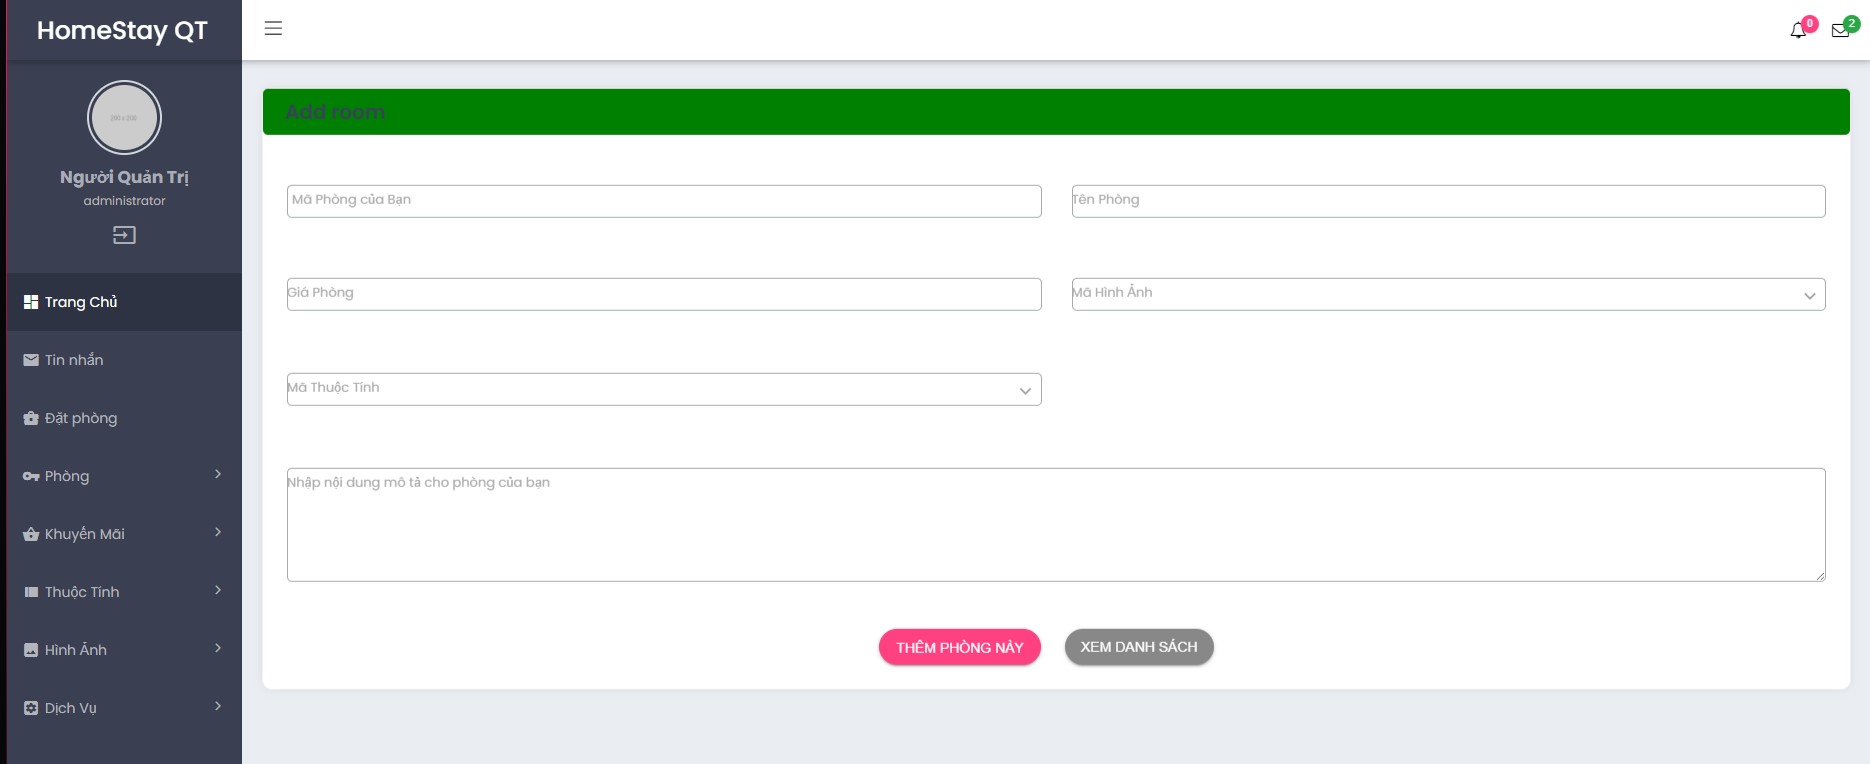 HomeStay QT
0
2
Người Quản Trị
administrator
Trang Chủ
Tin nhắn
Đặt phòng
Phòng
Khuyến Mãi
Thuộc Tính
Hình Ảnh
Dịch Vụ
Add room
Mã Phòng của Bạn
Tên Phòng
Giá Phòng
Mã Hình Ảnh
Mã Thuộc Tính
Nhập nội dung mô tả cho phòng của bạn
THÊM PHÒNG NÀY
XEM DANH SÁCH